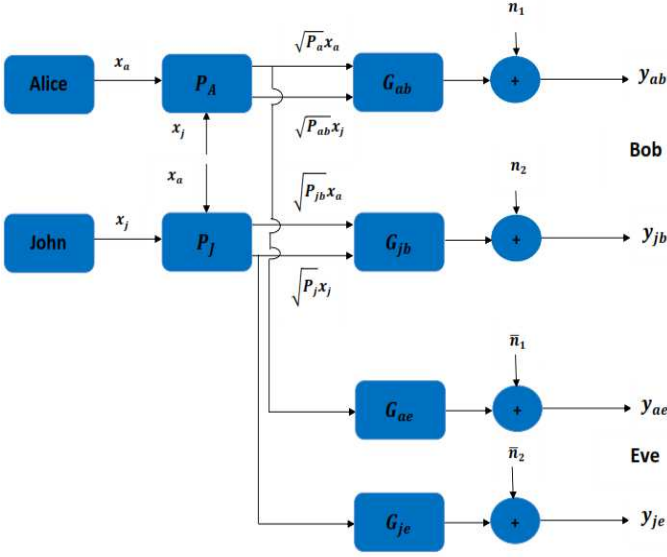 √P_a x_a
n_1
x_a
Alice
P_A
G_ab
+
y_ab
x_j
√P_ab x_j
Bob
x_a
√P_jb x_a
n_2
x_j
John
P_J
G_jb
+
y_jb
√P_j x_j
n̅_1
G_ae
+
y_ae
Eve
n̅_2
G_je
+
y_je